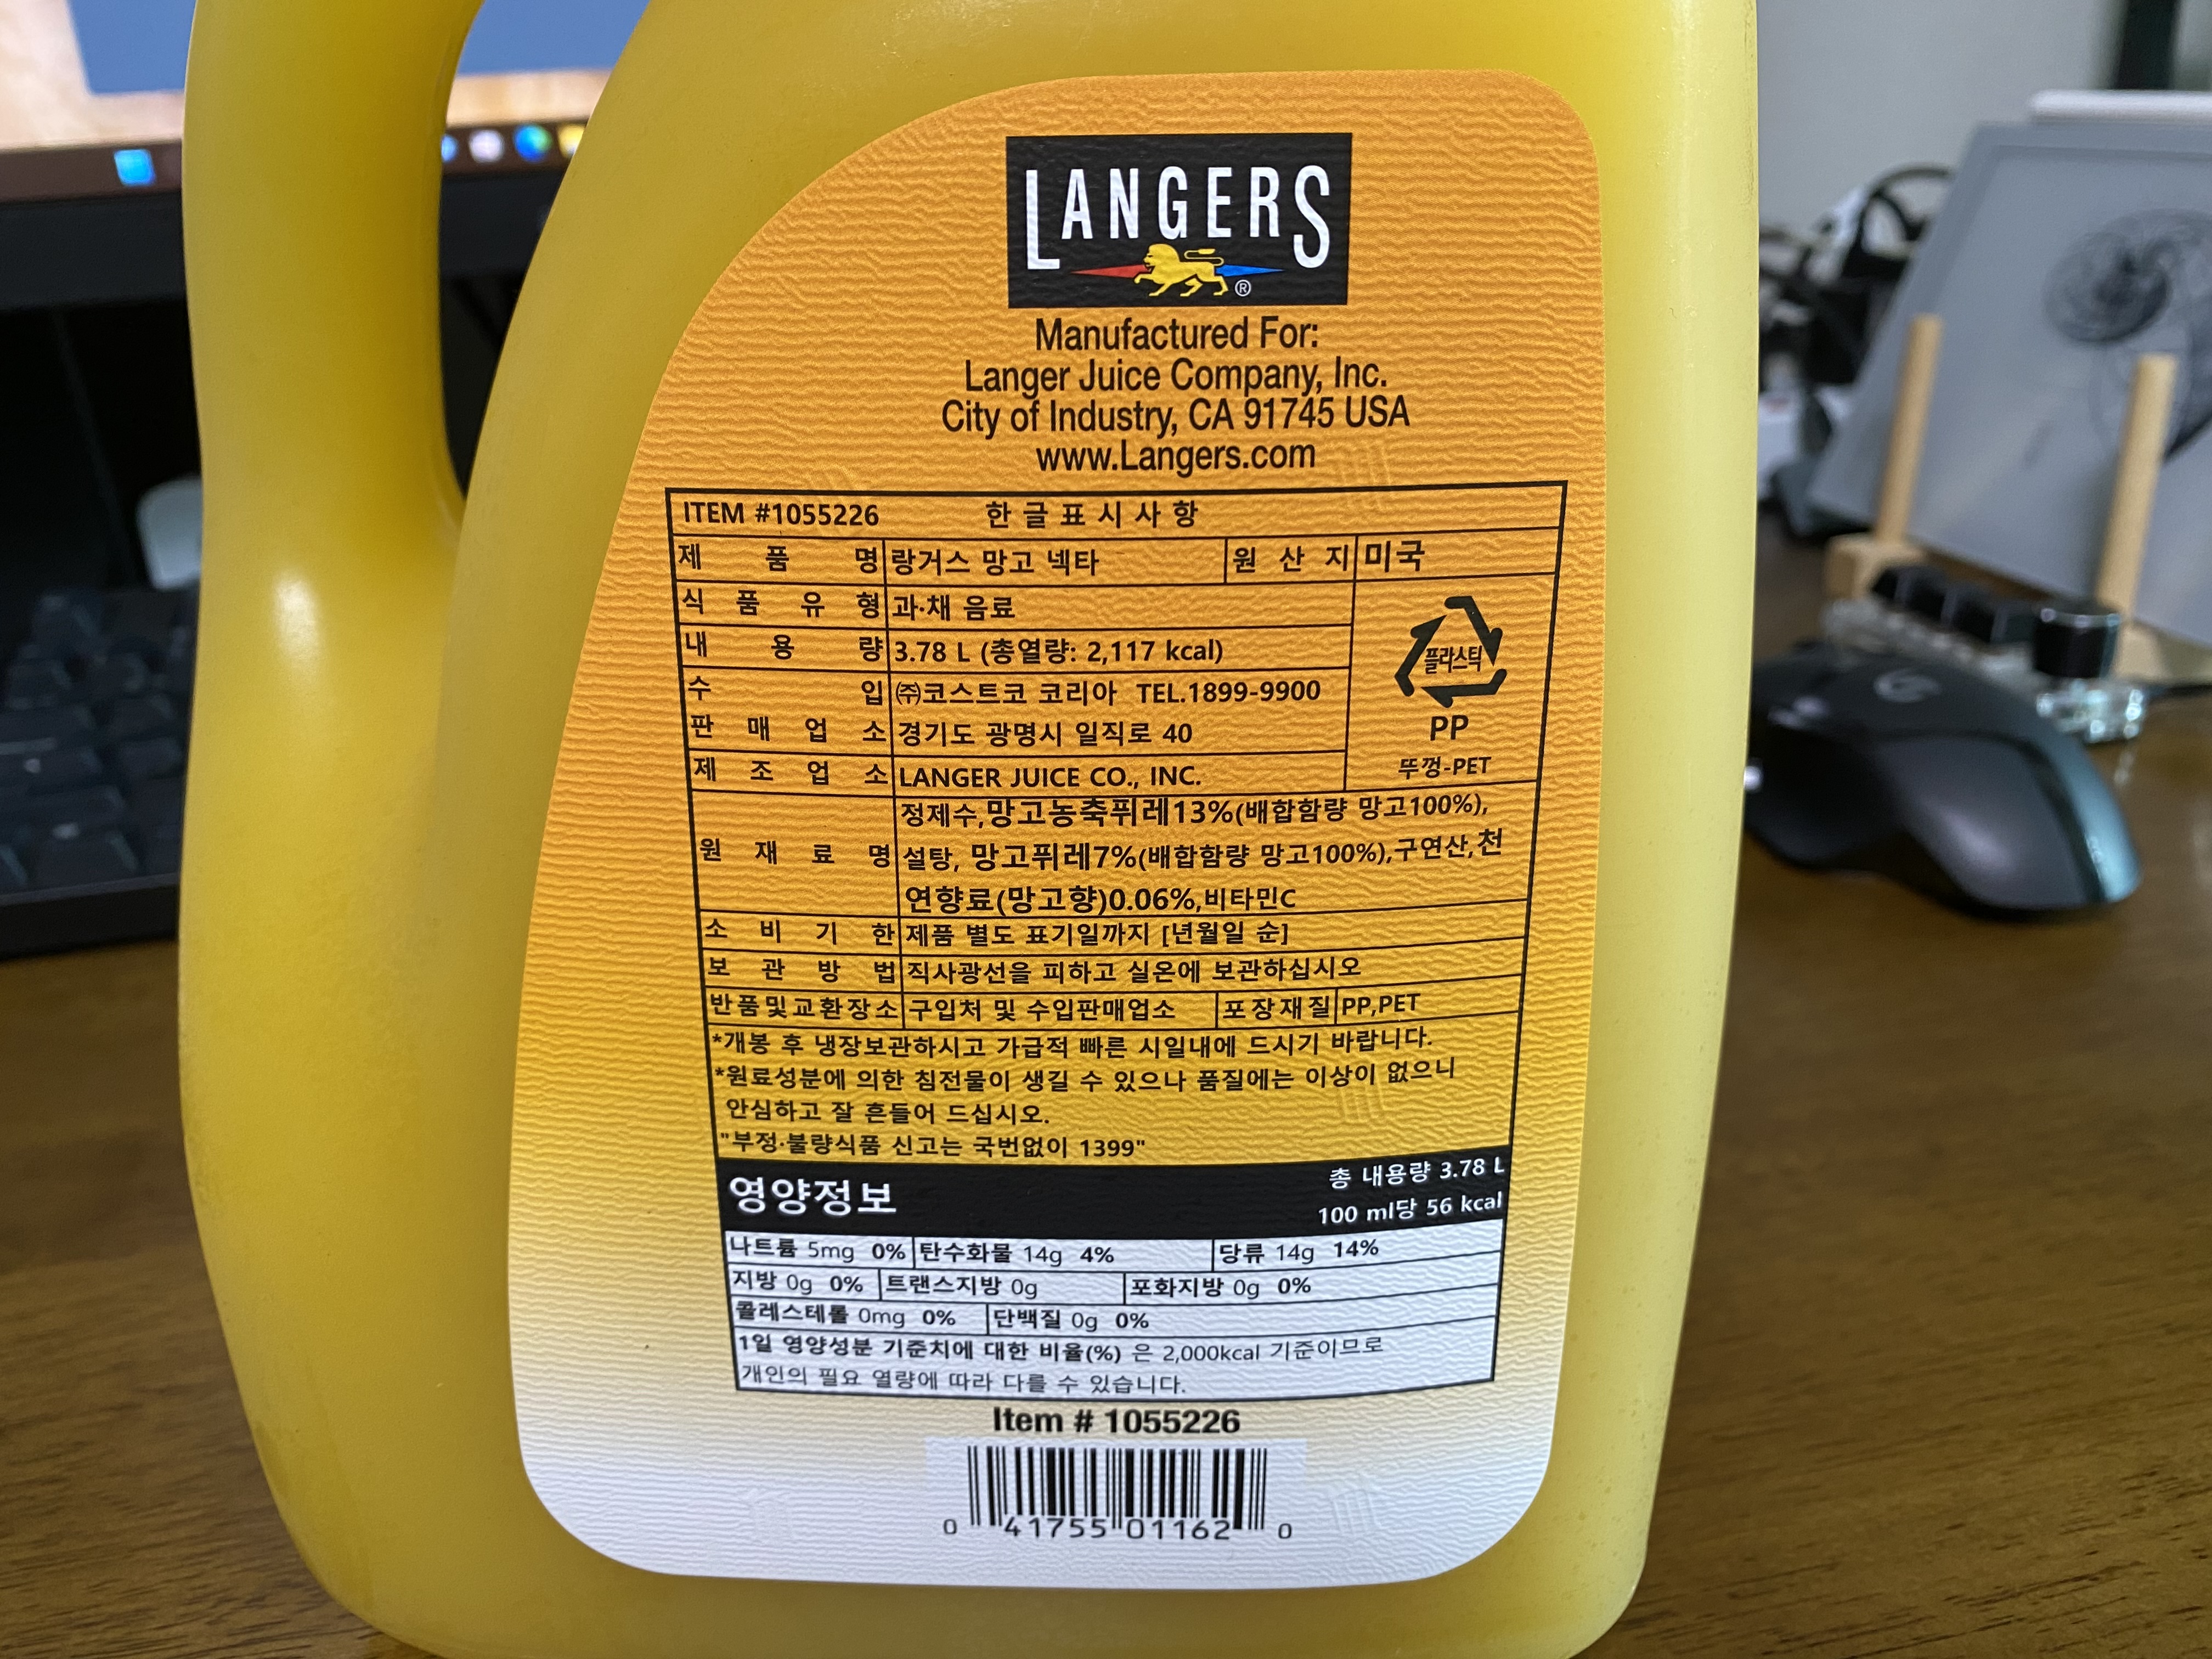 LANGERS
®
Manufactured For:
Langer Juice Company, Inc.
City of Industry, CA 91745 USA
www.Langers.com
ITEM #1055226 한글표시사항
제품명 랑거스 망고 넥타 원산지 미국
식품유형 과·채 음료
내용량 3.78 L (총열량: 2,117 kcal)
플라스틱
수입 ㈜코스트코 코리아 TEL.1899-9900
판매업소 경기도 광명시 일직로 40
PP
제조업소 LANGER JUICE CO., INC.
뚜껑-PET
정제수,망고농축퓌레13%(배합함량 망고100%),
원재료명 설탕, 망고퓌레7%(배합함량 망고100%),구연산,천
연향료(망고향)0.06%,비타민C
소비기한 제품 별도 표기일까지 [년월일 순]
보관방법 직사광선을 피하고 실온에 보관하십시오
반품및교환장소 구입처 및 수입판매업소 포장재질 PP,PET
*개봉 후 냉장보관하시고 가급적 빠른 시일내에 드시기 바랍니다.
*원료성분에 의한 침전물이 생길 수 있으나 품질에는 이상이 없으니
안심하고 잘 흔들어 드십시오.
"부정·불량식품 신고는 국번없이 1399"
영양정보
총 내용량 3.78 L
100 ml당 56 kcal
나트륨 5mg 0% 탄수화물 14g 4% 당류 14g 14%
지방 0g 0% 트랜스지방 0g 포화지방 0g 0%
콜레스테롤 0mg 0% 단백질 0g 0%
1일 영양성분 기준치에 대한 비율(%) 은 2,000kcal 기준이므로
개인의 필요 열량에 따라 다를 수 있습니다.
Item # 1055226
0 41755 01162 0